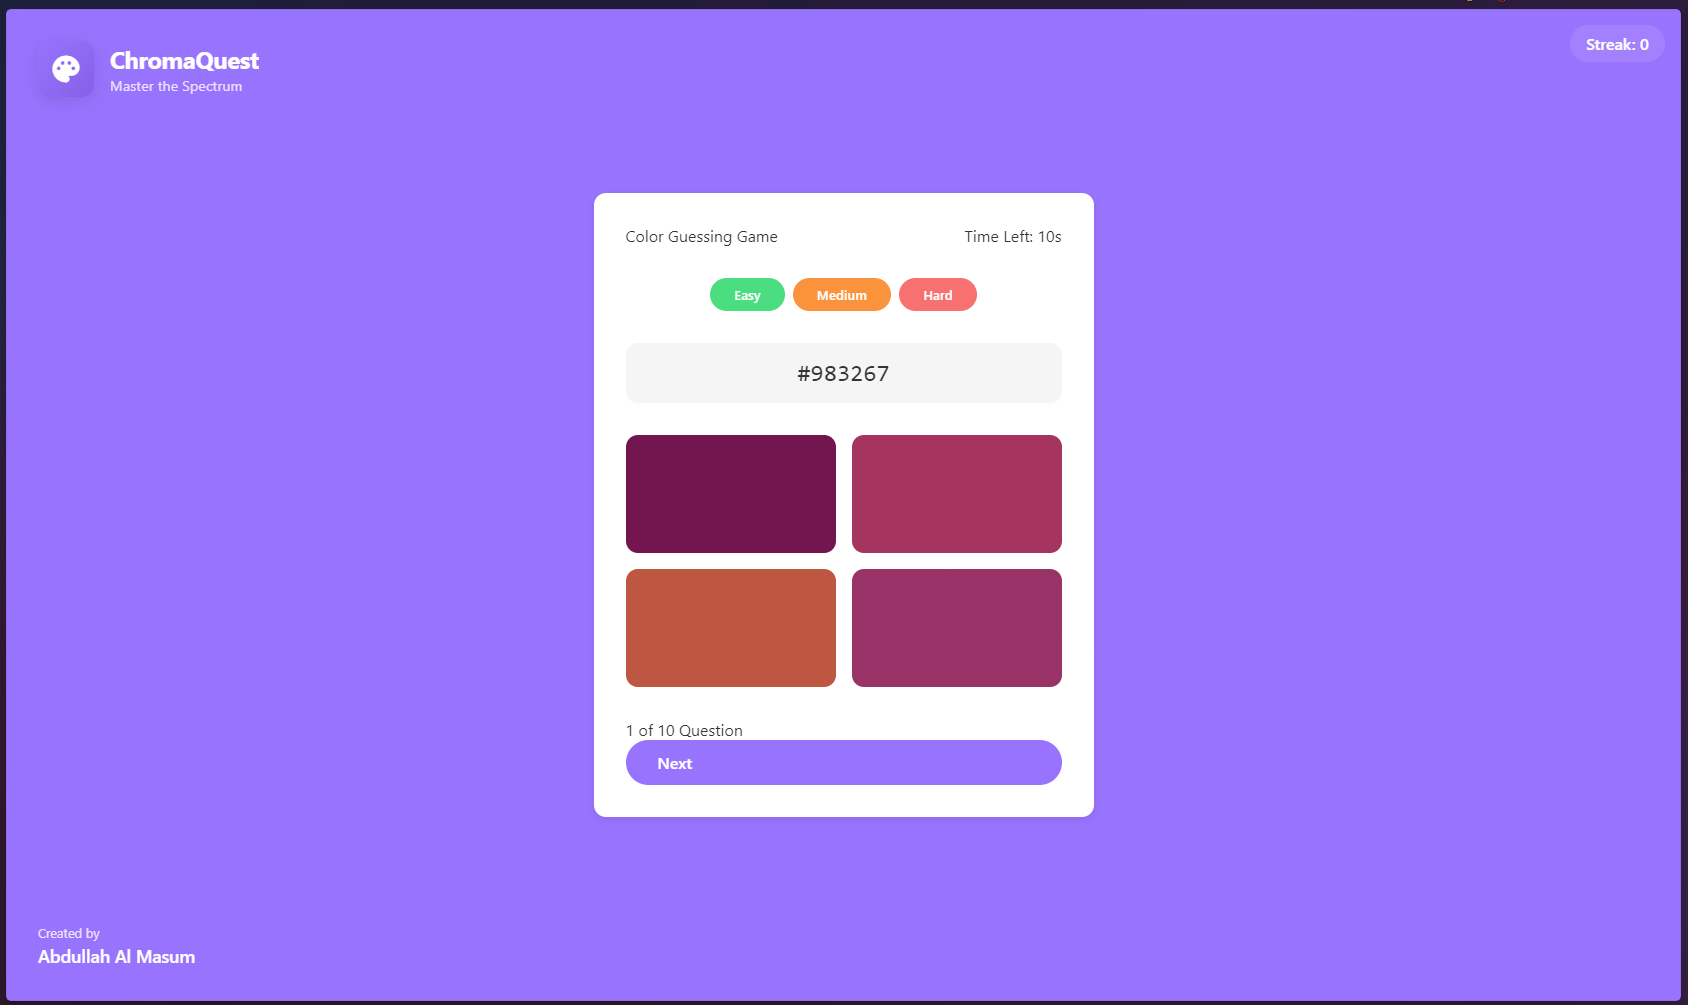 ChromaQuest
Master the Spectrum
Streak: 0
Color Guessing Game
Time Left: 10s
Easy
Medium
Hard
#983267
1 of 10 Question
Next
Created by
Abdullah Al Masum